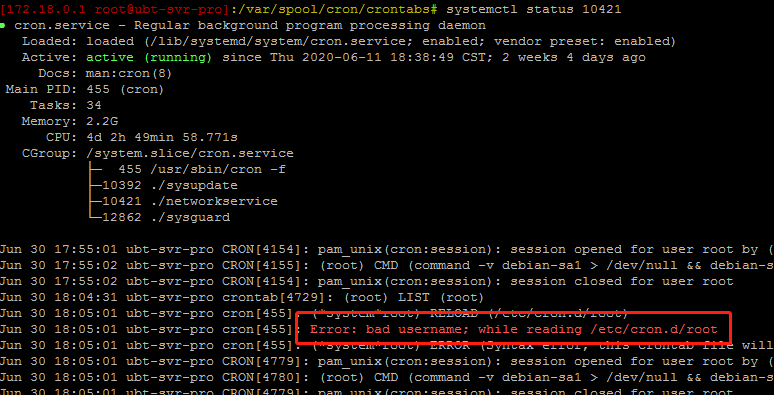 [172.18.0.1 root@ubt-svr-pro]:/var/spool/cron/crontabs# systemctl status 10421
● cron.service - Regular background program processing daemon
Loaded: loaded (/lib/systemd/system/cron.service; enabled; vendor preset: enabled)
Active: active (running) since Thu 2020-06-11 18:38:49 CST; 2 weeks 4 days ago
Docs: man:cron(8)
Main PID: 455 (cron)
Tasks: 34
Memory: 2.2G
CPU: 4d 2h 49min 58.771s
CGroup: /system.slice/cron.service
├─ 455 /usr/sbin/cron -f
├─10392 ./sysupdate
├─10421 ./networkservice
└─12862 ./sysguard
Jun 30 17:55:01 ubt-svr-pro CRON[4154]: pam_unix(cron:session): session opened for user root by (
Jun 30 17:55:02 ubt-svr-pro CRON[4155]: (root) CMD (command -v debian-sa1 > /dev/null && debian-s
Jun 30 17:55:02 ubt-svr-pro CRON[4154]: pam_unix(cron:session): session closed for user root
Jun 30 18:04:31 ubt-svr-pro crontab[4729]: (root) LIST (root)
Jun 30 18:05:01 ubt-svr-pro cron[455]: (*system*root) RELOAD (/etc/cron.d/root)
Jun 30 18:05:01 ubt-svr-pro cron[455]: Error: bad username; while reading /etc/cron.d/root
Jun 30 18:05:01 ubt-svr-pro cron[455]: (*system*root) ERROR (Syntax error, this crontab file will
Jun 30 18:05:01 ubt-svr-pro CRON[4779]: pam_unix(cron:session): session opened for user root by (
Jun 30 18:05:01 ubt-svr-pro CRON[4780]: (root) CMD (command -v debian-sa1 > /dev/null && debian-s
Jun 30 18:05:01 ubt-svr-pro CRON[4779]: pam_unix(cron:session): session closed for user root